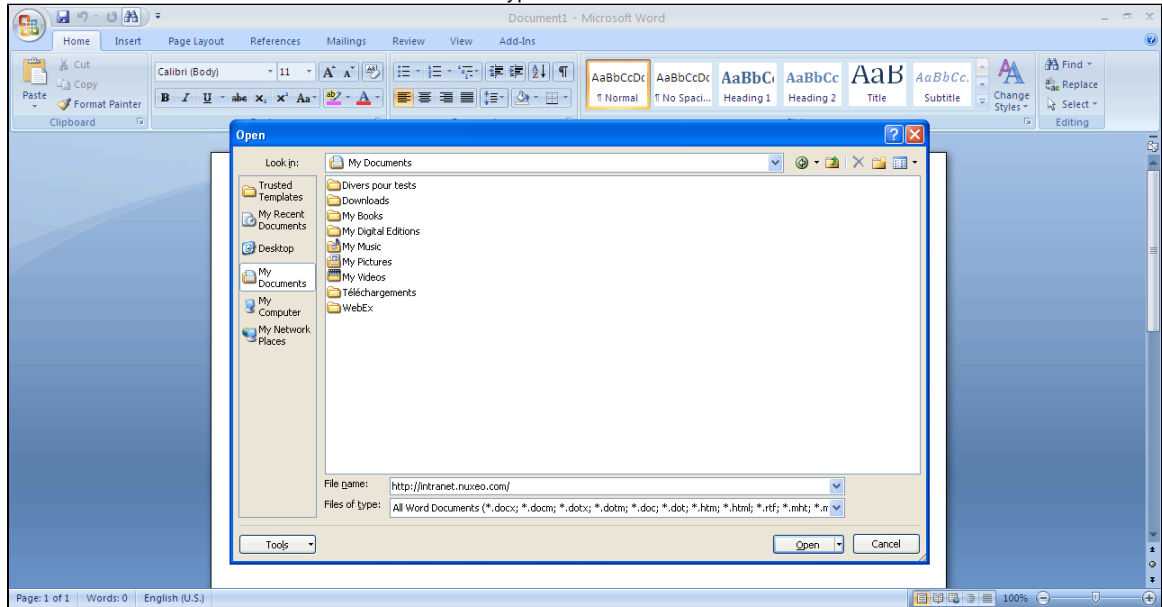 Document1 - Microsoft Word
Home Insert Page Layout References Mailings Review View Add-Ins
Paste
Cut
Copy
Format Painter
Clipboard
Calibri (Body) 11
B I U abc X₂ X² Aa
AaBbCcDc AaBbCcDc AaBbC AaBbCc AaB AaBbCc.
¶ Normal ¶ No Spaci... Heading 1 Heading 2 Title Subtitle
Change Styles
Find
Replace
Select
Editing
Open
Look in: My Documents
Trusted Templates
My Recent Documents
Desktop
My Documents
My Computer
My Network Places
Divers pour tests
Downloads
My Books
My Digital Editions
My Music
My Pictures
My Videos
Téléchargements
WebEx
File name: http://intranet.nuxeo.com/
Files of type: All Word Documents (*.docx; *.docm; *.dotx; *.dotm; *.doc; *.dot; *.htm; *.html; *.rtf; *.mht; *.m
Tools Open Cancel
Page: 1 of 1 Words: 0 English (U.S.) 100%